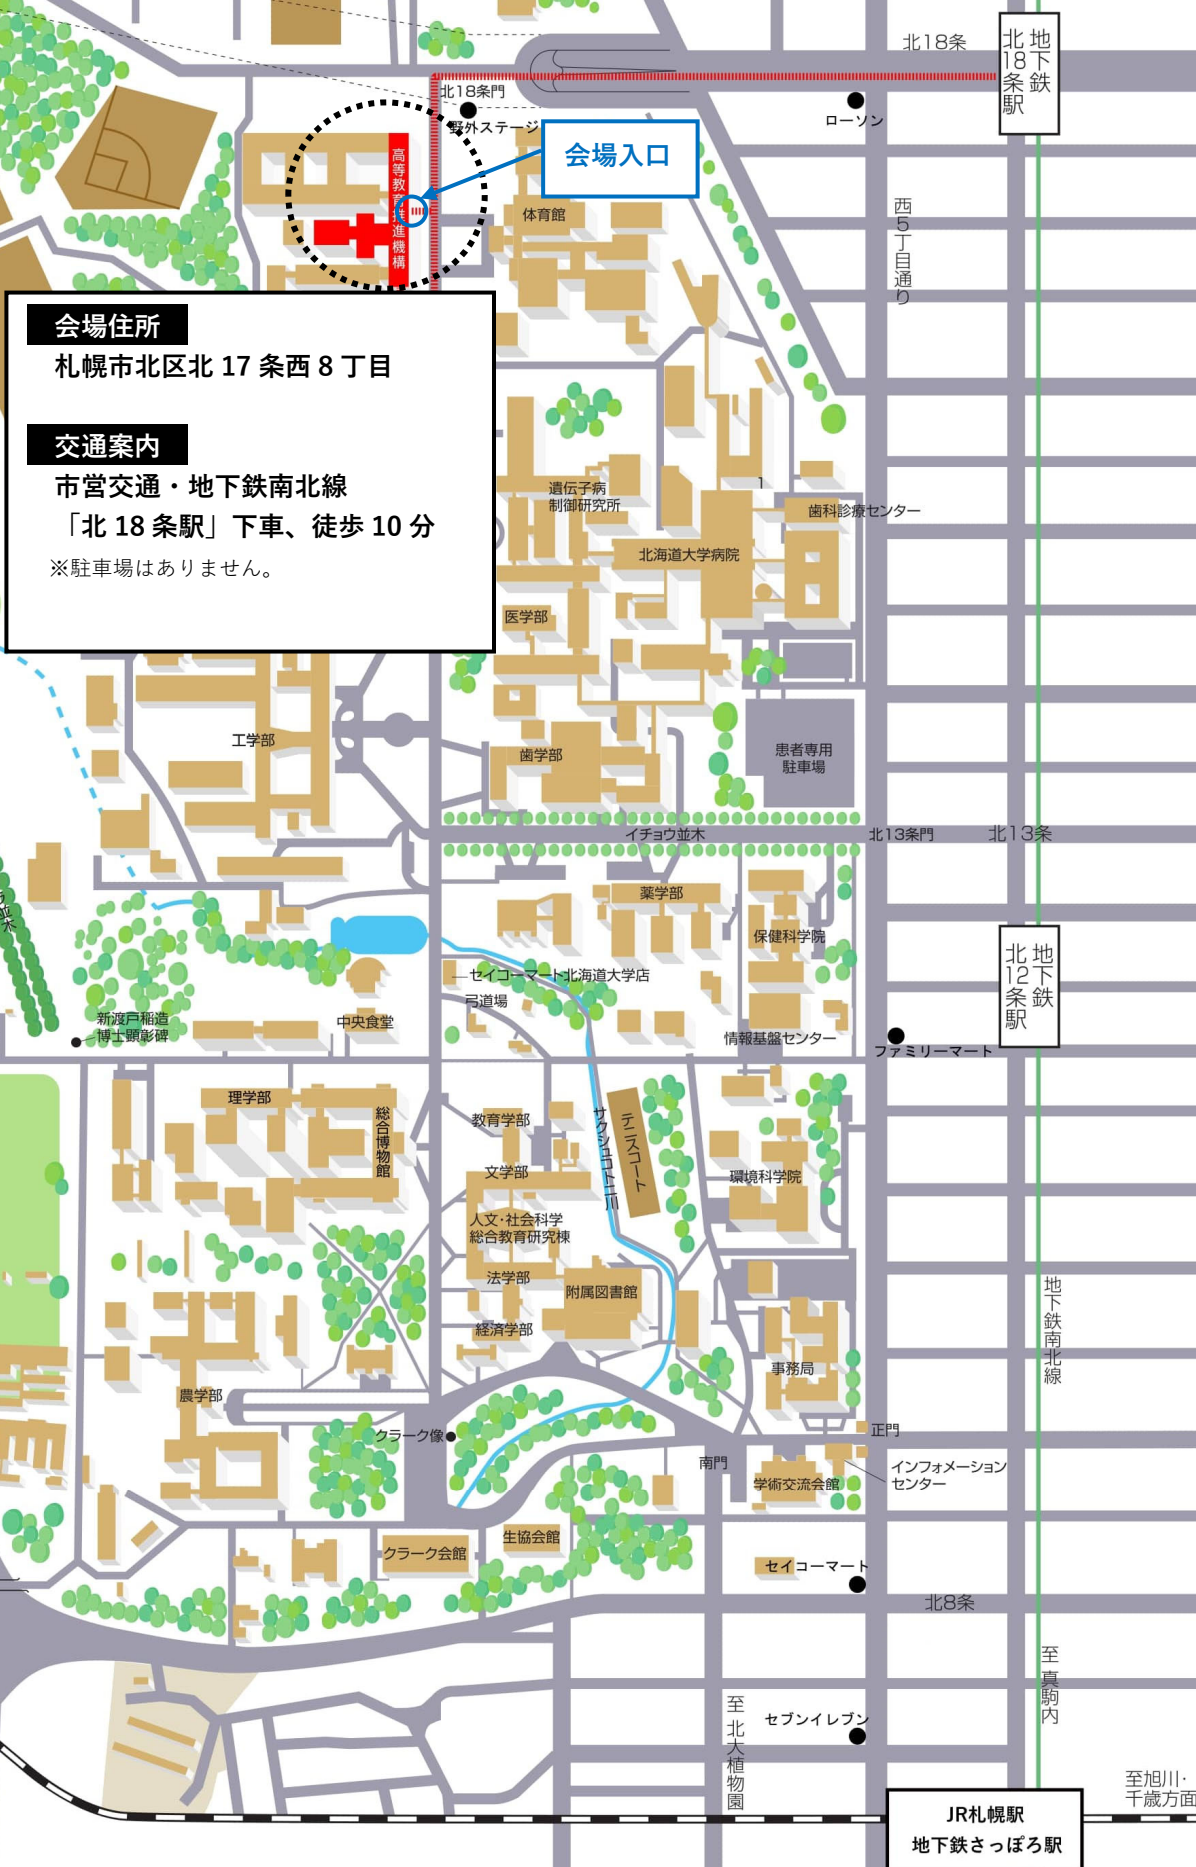 北18条
地下鉄
北18条駅
北18条門
野外ステージ
ローソン
会場入口
高等教育推進機構
体育館
西5丁目通り
会場住所
札幌市北区北 17 条西 8 丁目
交通案内
市営交通・地下鉄南北線
「北 18 条駅」下車、徒歩 10 分
※駐車場はありません。
遺伝子病
制御研究所
1
歯科診療センター
北海道大学病院
医学部
工学部
歯学部
患者専用
駐車場
イチョウ並木
北13条門
北13条
薬学部
並木
保健科学院
地下鉄
北12条駅
セイコーマート北海道大学店
弓道場
新渡戸稲造
博士顕彰碑
中央食堂
情報基盤センター
ファミリーマート
理学部
総合博物館
教育学部
サクシュコトニ川
テニスコート
文学部
環境科学院
人文・社会科学
総合教育研究棟
法学部
附属図書館
地下鉄南北線
経済学部
事務局
農学部
クラーク像
正門
南門
インフォメーション
センター
学術交流会館
クラーク会館
生協会館
セイコーマート
北8条
至 真駒内
至 北大植物園
セブンイレブン
至旭川・
千歳方面
JR札幌駅
地下鉄さっぽろ駅